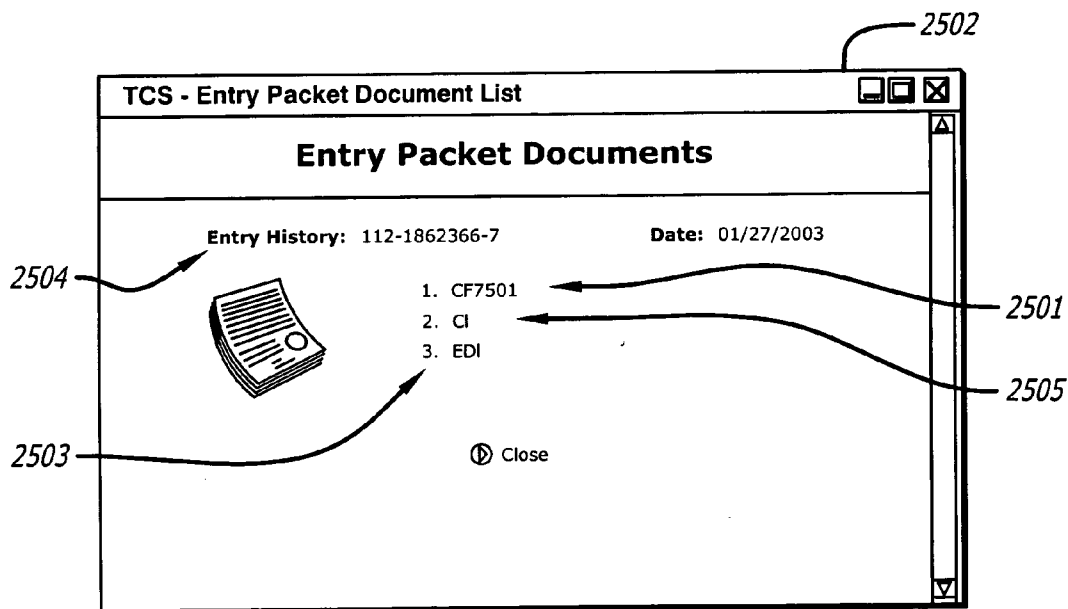 2502
TCS - Entry Packet Document List
Entry Packet Documents
Entry History: 112-1862366-7 Date: 01/27/2003
2504
1. CF7501
2501
2. CI
3. EDI
2505
2503
Close